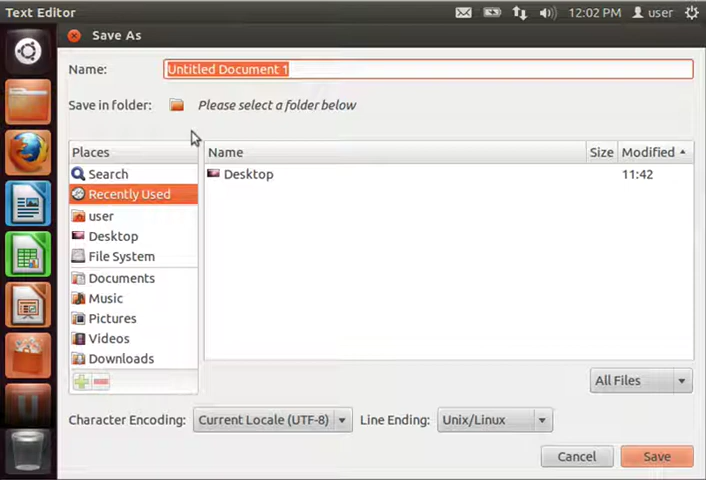 Text Editor 12:02 PM user
Save As
Name: Untitled Document 1
Save in folder: Please select a folder below
Places Name Size Modified
Search Desktop 11:42
Recently Used
user
Desktop
File System
Documents
Music
Pictures
Videos
Downloads
All Files
Character Encoding: Current Locale (UTF-8) Line Ending: Unix/Linux
Cancel Save